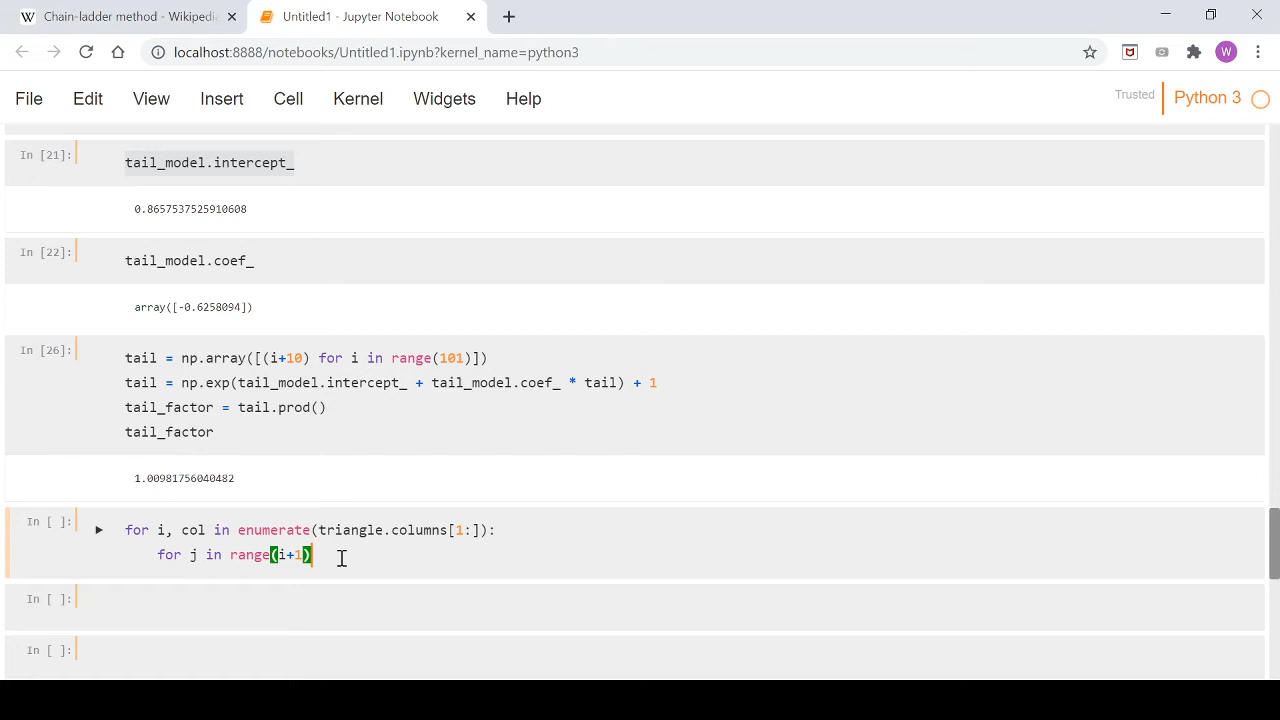 Chain-ladder method - Wikipedi
Untitled1 - Jupyter Notebook
localhost:8888/notebooks/Untitled1.ipynb?kernel_name=python3
W
File Edit View Insert Cell Kernel Widgets Help
Trusted
Python 3
In [21]:
tail_model.intercept_
0.8657537525910608
In [22]:
tail_model.coef_
array([-0.6258094])
In [26]:
tail = np.array([(i+10) for i in range(101)])
tail = np.exp(tail_model.intercept_ + tail_model.coef_ * tail) + 1
tail_factor = tail.prod()
tail_factor
1.00981756040482
In [ ]:
for i, col in enumerate(triangle.columns[1:]):
for j in range(i+1)
In [ ]:
In [ ]: